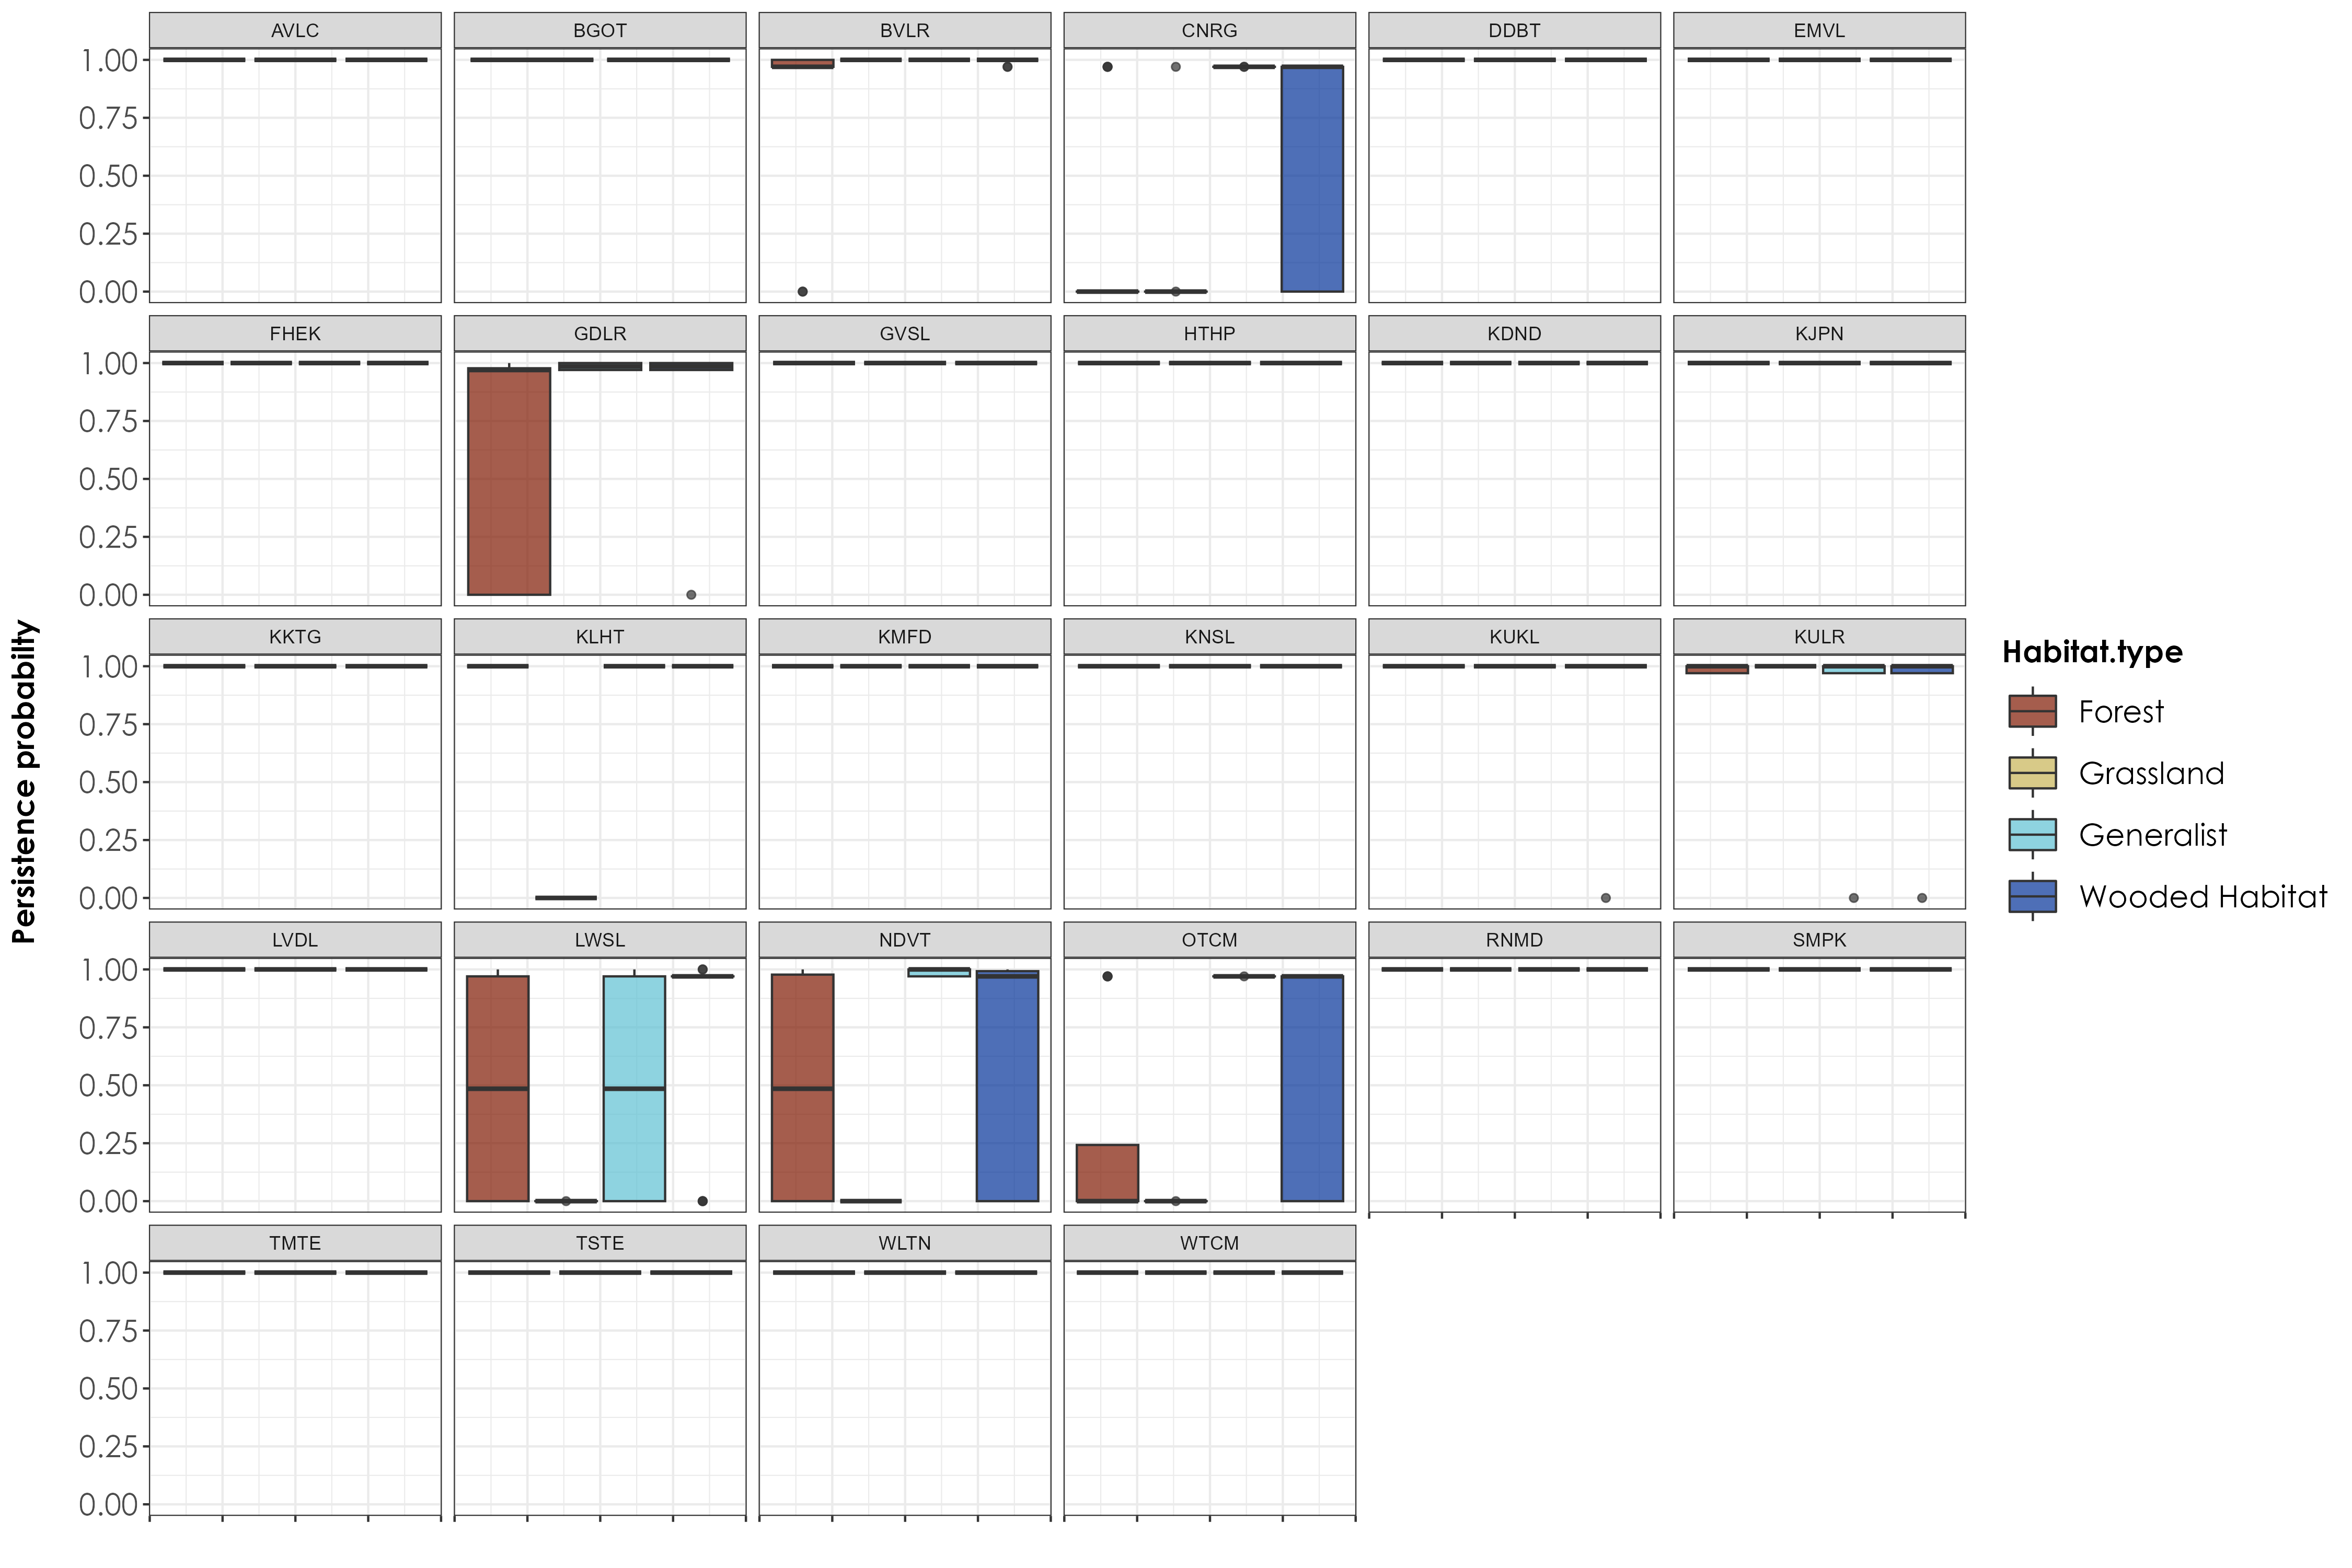 AVLC BGOT BVLR CNRG DDBT EMVL
1.00
0.75
0.50
0.25
0.00
FHEK GDLR GVSL HTHP KDND KJPN
1.00
0.75
0.50
0.25
0.00
KKTG KLHT KMFD KNSL KUKL KULR
1.00
0.75
0.50
0.25
0.00
LVDL LWSL NDVT OTCM RNMD SMPK
1.00
0.75
0.50
0.25
0.00
TMTE TSTE WLTN WTCM
1.00
0.75
0.50
0.25
0.00
Persistence probabilty
Habitat.type
Forest
Grassland
Generalist
Wooded Habitat